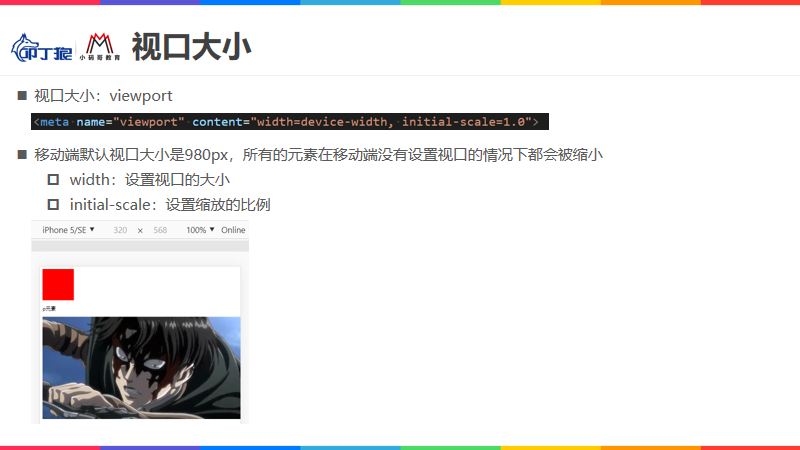 叩丁狼
小码哥教育
视口大小
视口大小：viewport
<meta name="viewport" content="width=device-width, initial-scale=1.0">
移动端默认视口大小是980px，所有的元素在移动端没有设置视口的情况下都会被缩小
width：设置视口的大小
initial-scale：设置缩放的比例
iPhone 5/SE ▼ 320 × 568 100% ▼ Online
p元素